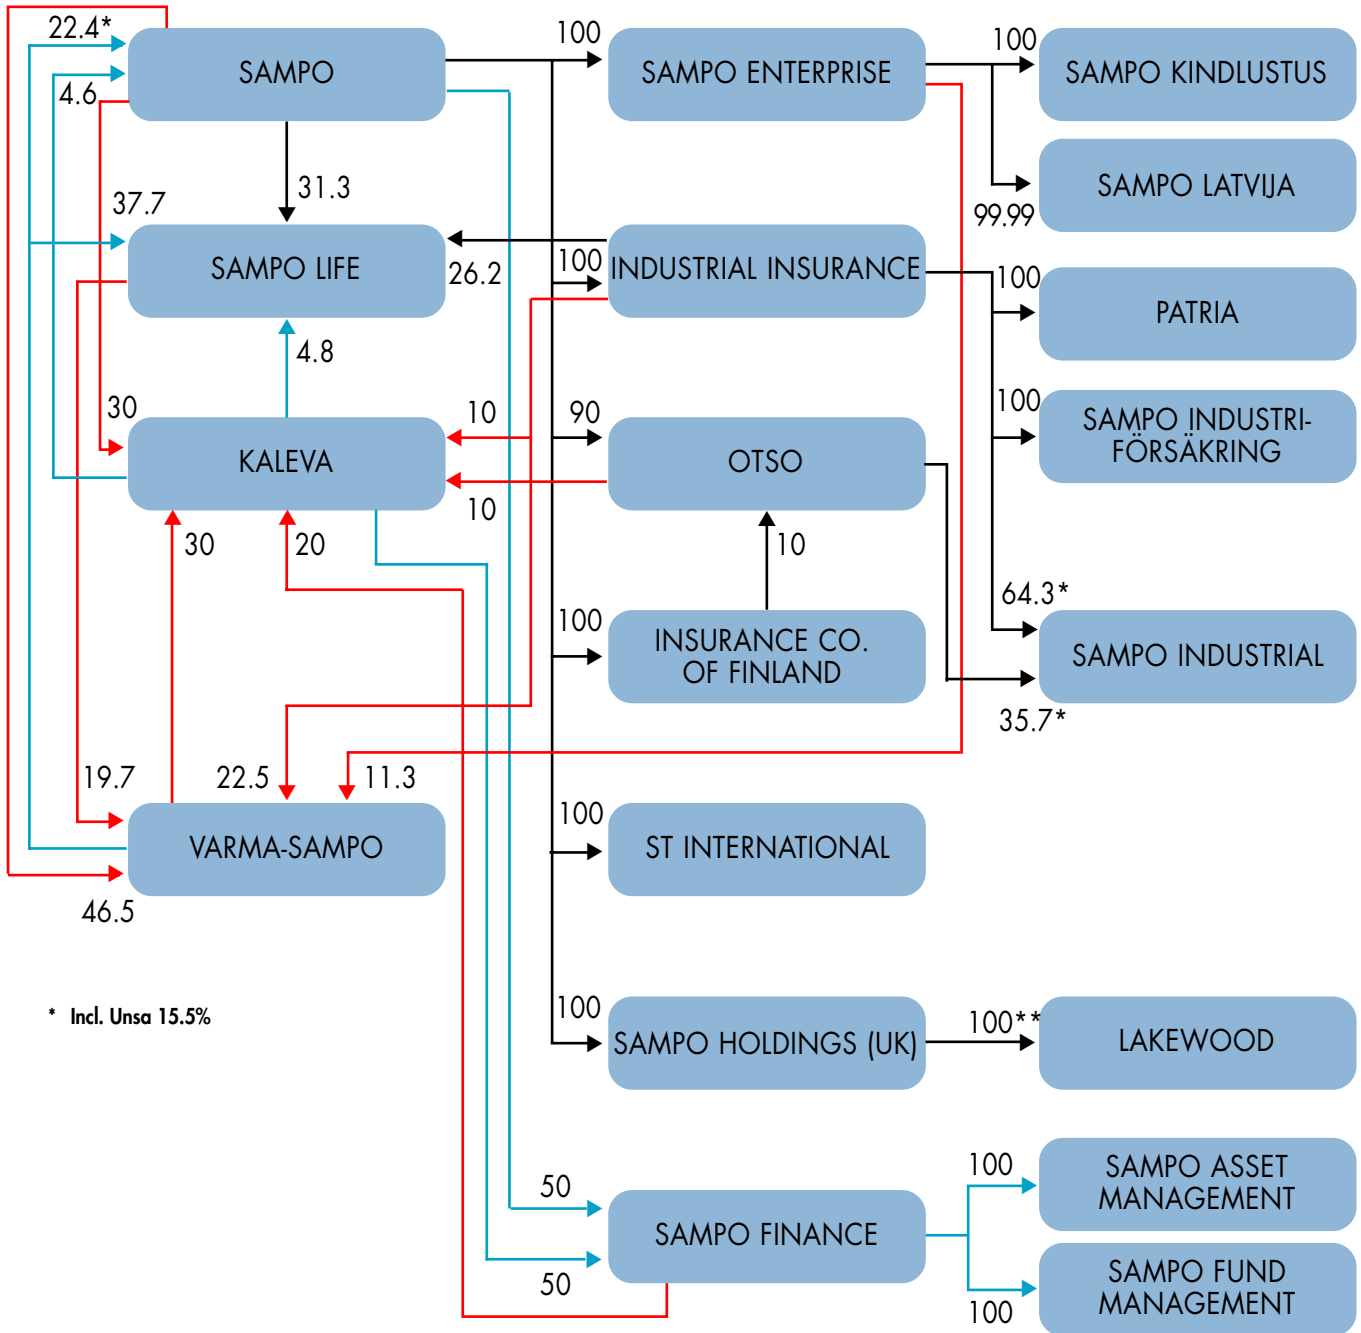 22.4*
100
100
SAMPO
SAMPO ENTERPRISE
SAMPO KINDLUSTUS
4.6
31.3
SAMPO LATVIJA
37.7
99.99
SAMPO LIFE
26.2
100
INDUSTRIAL INSURANCE
100
PATRIA
4.8
30
10
90
100
SAMPO INDUSTRI-
FÖRSÄKRING
KALEVA
OTSO
10
30
20
10
64.3*
100
INSURANCE CO.
OF FINLAND
SAMPO INDUSTRIAL
35.7*
19.7
22.5
11.3
100
VARMA-SAMPO
ST INTERNATIONAL
46.5
* Incl. Unsa 15.5%
100
SAMPO HOLDINGS (UK)
100**
LAKEWOOD
50
100
SAMPO ASSET
MANAGEMENT
SAMPO FINANCE
50
100
SAMPO FUND
MANAGEMENT